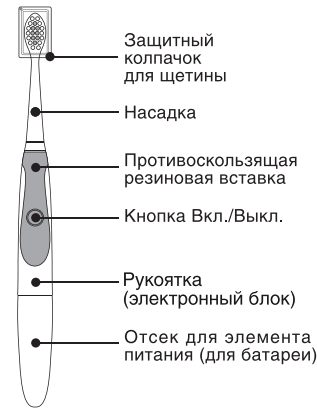 Защитный
колпачок
для щетины
Насадка
Противоскользящая
резиновая вставка
Кнопка Вкл./Выкл.
Рукоятка
(электронный блок)
Отсек для элемента
питания (для батареи)